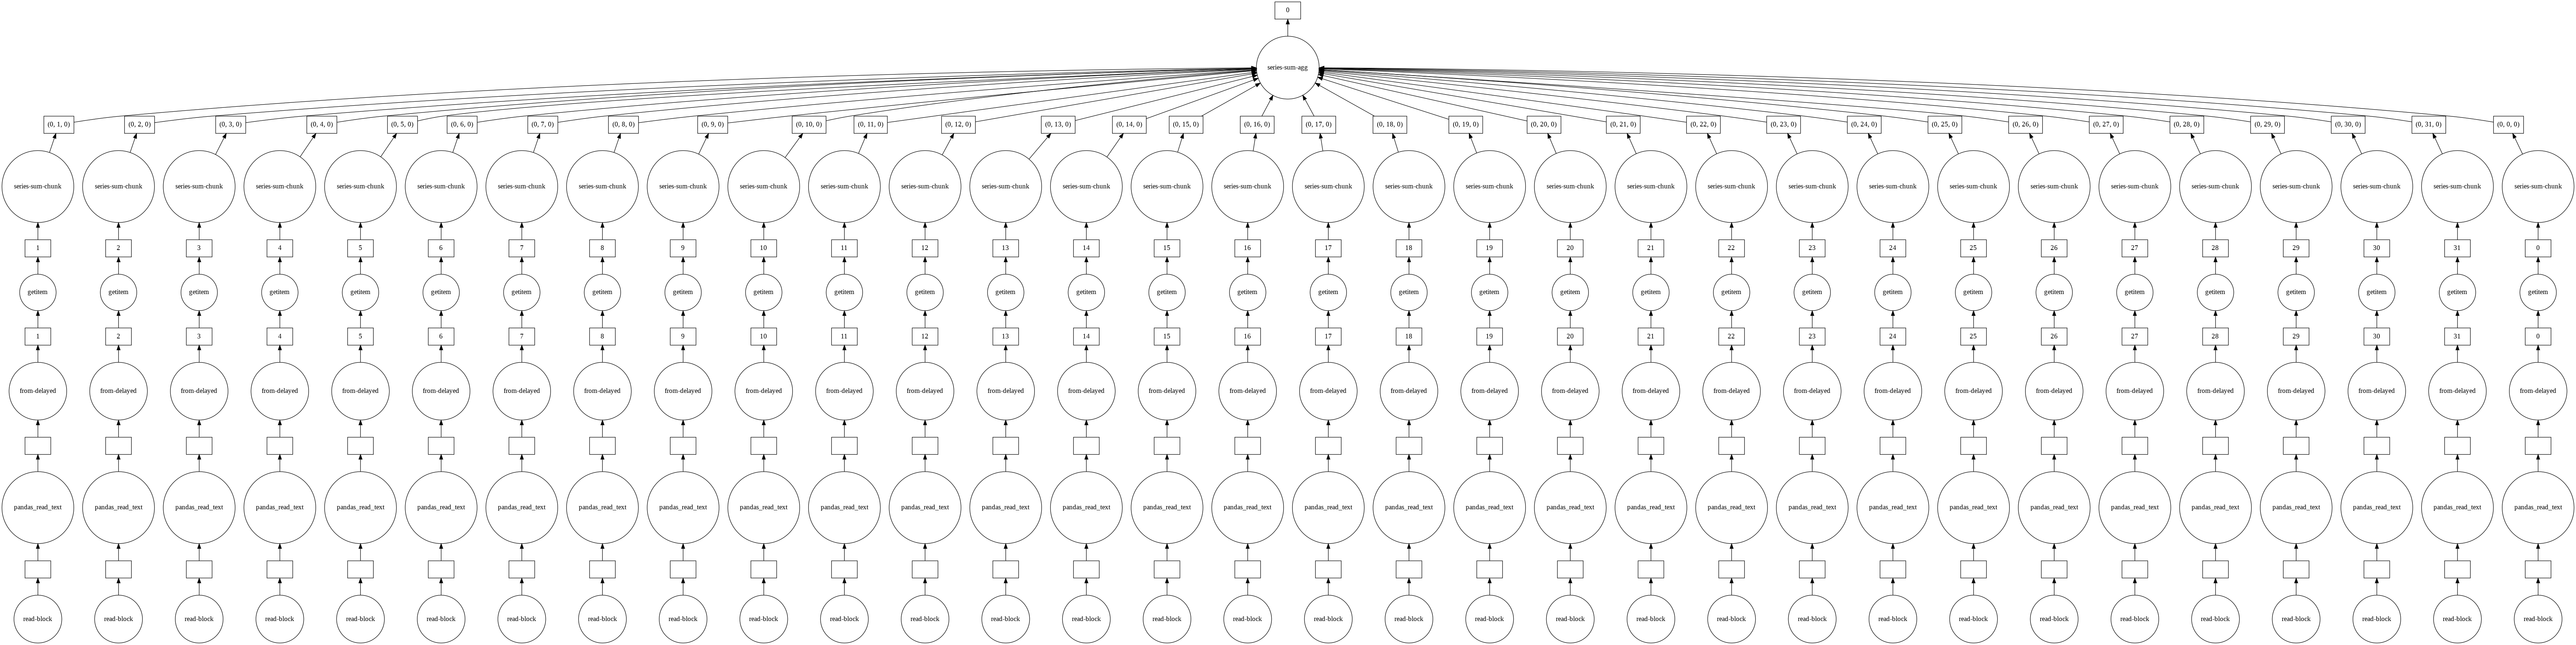 0
series-sum-agg
(0, 1, 0) (0, 2, 0) (0, 3, 0) (0, 4, 0) (0, 5, 0) (0, 6, 0) (0, 7, 0) (0, 8, 0) (0, 9, 0) (0, 10, 0) (0, 11, 0) (0, 12, 0) (0, 13, 0) (0, 14, 0) (0, 15, 0) (0, 16, 0) (0, 17, 0) (0, 18, 0) (0, 19, 0) (0, 20, 0) (0, 21, 0) (0, 22, 0) (0, 23, 0) (0, 24, 0) (0, 25, 0) (0, 26, 0) (0, 27, 0) (0, 28, 0) (0, 29, 0) (0, 30, 0) (0, 31, 0) (0, 0, 0)
series-sum-chunk series-sum-chunk series-sum-chunk series-sum-chunk series-sum-chunk series-sum-chunk series-sum-chunk series-sum-chunk series-sum-chunk series-sum-chunk series-sum-chunk series-sum-chunk series-sum-chunk series-sum-chunk series-sum-chunk series-sum-chunk series-sum-chunk series-sum-chunk series-sum-chunk series-sum-chunk series-sum-chunk series-sum-chunk series-sum-chunk series-sum-chunk series-sum-chunk series-sum-chunk series-sum-chunk series-sum-chunk series-sum-chunk series-sum-chunk series-sum-chunk series-sum-chunk
1 2 3 4 5 6 7 8 9 10 11 12 13 14 15 16 17 18 19 20 21 22 23 24 25 26 27 28 29 30 31 0
getitem getitem getitem getitem getitem getitem getitem getitem getitem getitem getitem getitem getitem getitem getitem getitem getitem getitem getitem getitem getitem getitem getitem getitem getitem getitem getitem getitem getitem getitem getitem getitem
1 2 3 4 5 6 7 8 9 10 11 12 13 14 15 16 17 18 19 20 21 22 23 24 25 26 27 28 29 30 31 0
from-delayed from-delayed from-delayed from-delayed from-delayed from-delayed from-delayed from-delayed from-delayed from-delayed from-delayed from-delayed from-delayed from-delayed from-delayed from-delayed from-delayed from-delayed from-delayed from-delayed from-delayed from-delayed from-delayed from-delayed from-delayed from-delayed from-delayed from-delayed from-delayed from-delayed from-delayed from-delayed
pandas_read_text pandas_read_text pandas_read_text pandas_read_text pandas_read_text pandas_read_text pandas_read_text pandas_read_text pandas_read_text pandas_read_text pandas_read_text pandas_read_text pandas_read_text pandas_read_text pandas_read_text pandas_read_text pandas_read_text pandas_read_text pandas_read_text pandas_read_text pandas_read_text pandas_read_text pandas_read_text pandas_read_text pandas_read_text pandas_read_text pandas_read_text pandas_read_text pandas_read_text pandas_read_text pandas_read_text pandas_read_text
read-block read-block read-block read-block read-block read-block read-block read-block read-block read-block read-block read-block read-block read-block read-block read-block read-block read-block read-block read-block read-block read-block read-block read-block read-block read-block read-block read-block read-block read-block read-block read-block